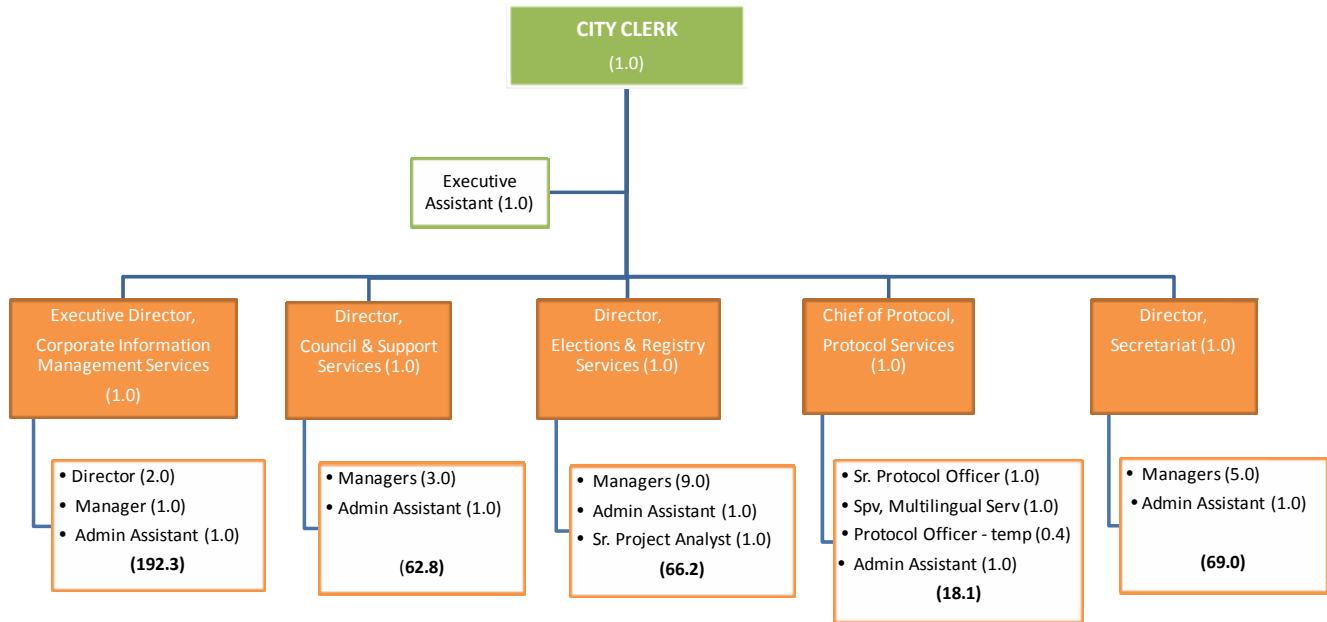 CITY CLERK
(1.0)
Executive
Assistant (1.0)
Executive Director,
Corporate Information
Management Services
(1.0)
Director,
Council & Support
Services (1.0)
Director,
Elections & Registry
Services (1.0)
Chief of Protocol,
Protocol Services
(1.0)
Director,
Secretariat (1.0)
• Director (2.0)
• Manager (1.0)
• Admin Assistant (1.0)
(192.3)
• Managers (3.0)
• Admin Assistant (1.0)
(62.8)
• Managers (9.0)
• Admin Assistant (1.0)
• Sr. Project Analyst (1.0)
(66.2)
• Sr. Protocol Officer (1.0)
• Spv, Multilingual Serv (1.0)
• Protocol Officer - temp (0.4)
• Admin Assistant (1.0)
(18.1)
• Managers (5.0)
• Admin Assistant (1.0)
(69.0)